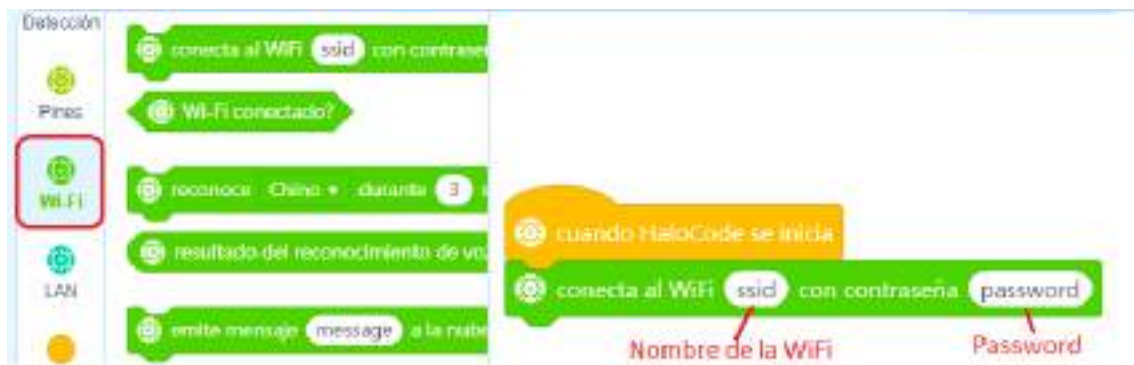 Detección
Pines
Wi-Fi
LAN
conecta al WiFi ssid con contraseñ
Wi-Fi conectado?
reconoce Chino durante 3
resultado del reconocimiento de vo
emite mensaje message a la nube
cuando HaloCode se inicia
conecta al WiFi ssid con contraseña password
Nombre de la WiFi
Password